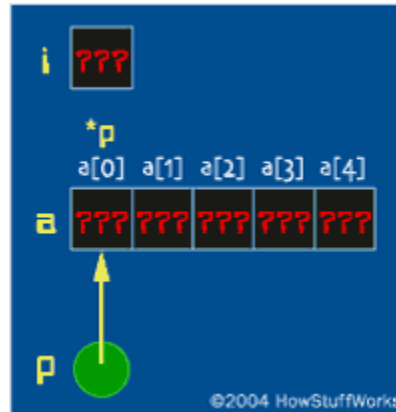 i ???
*p
a[0] a[1] a[2] a[3] a[4]
a ??? ??? ??? ??? ???
p
©2004 HowStuffWorks